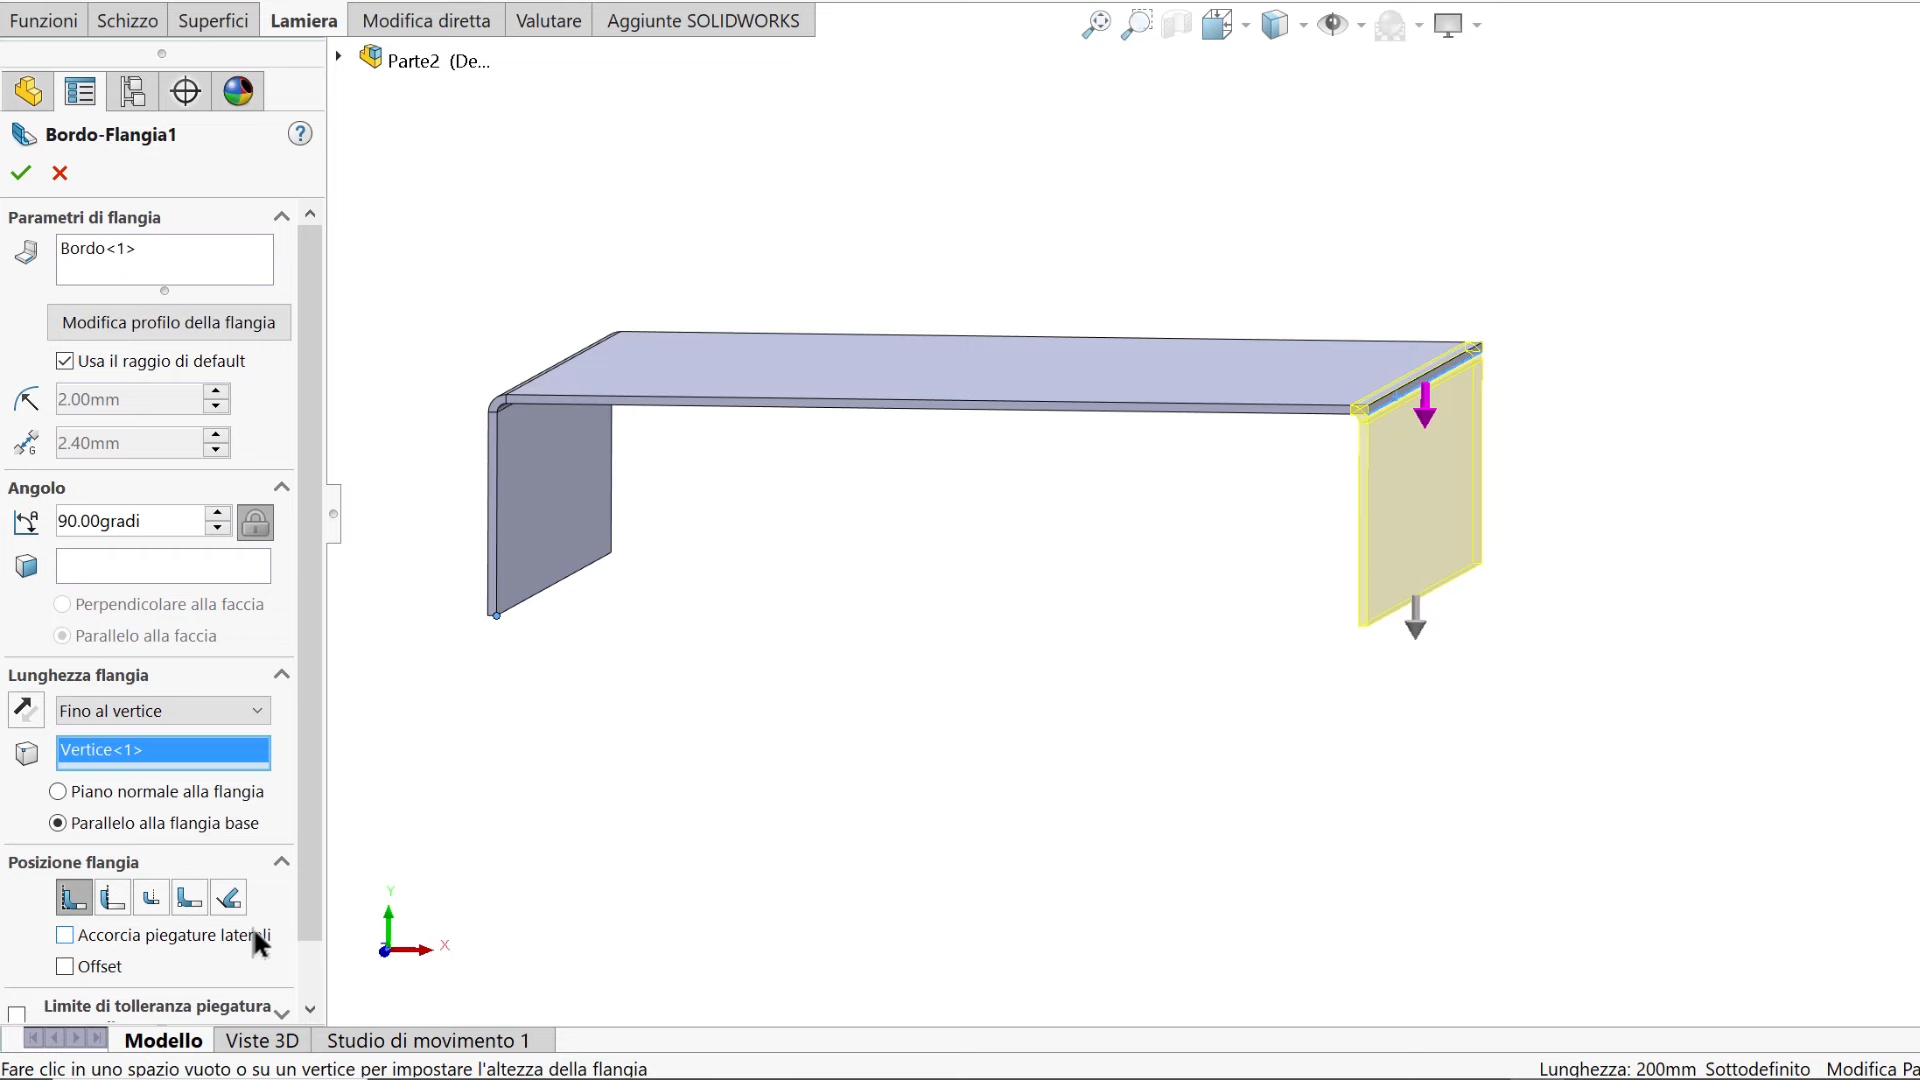 Funzioni Schizzo Superfici Lamiera Modifica diretta Valutare Aggiunte SOLIDWORKS
Parte2 (De...
Bordo-Flangia1
?
Parametri di flangia
Bordo<1>
Modifica profilo della flangia
Usa il raggio di default
2.00mm
G
2.40mm
Angolo
A
90.00gradi
Perpendicolare alla faccia
Parallelo alla faccia
Lunghezza flangia
Fino al vertice
Vertice<1>
Piano normale alla flangia
Parallelo alla flangia base
Posizione flangia
Accorcia piegature laterali
Offset
Limite di tolleranza piegatura
Y
X
Modello Viste 3D Studio di movimento 1
Fare clic in uno spazio vuoto o su un vertice per impostare l'altezza della flangia Lunghezza: 200mm Sottodefinito Modifica Pa